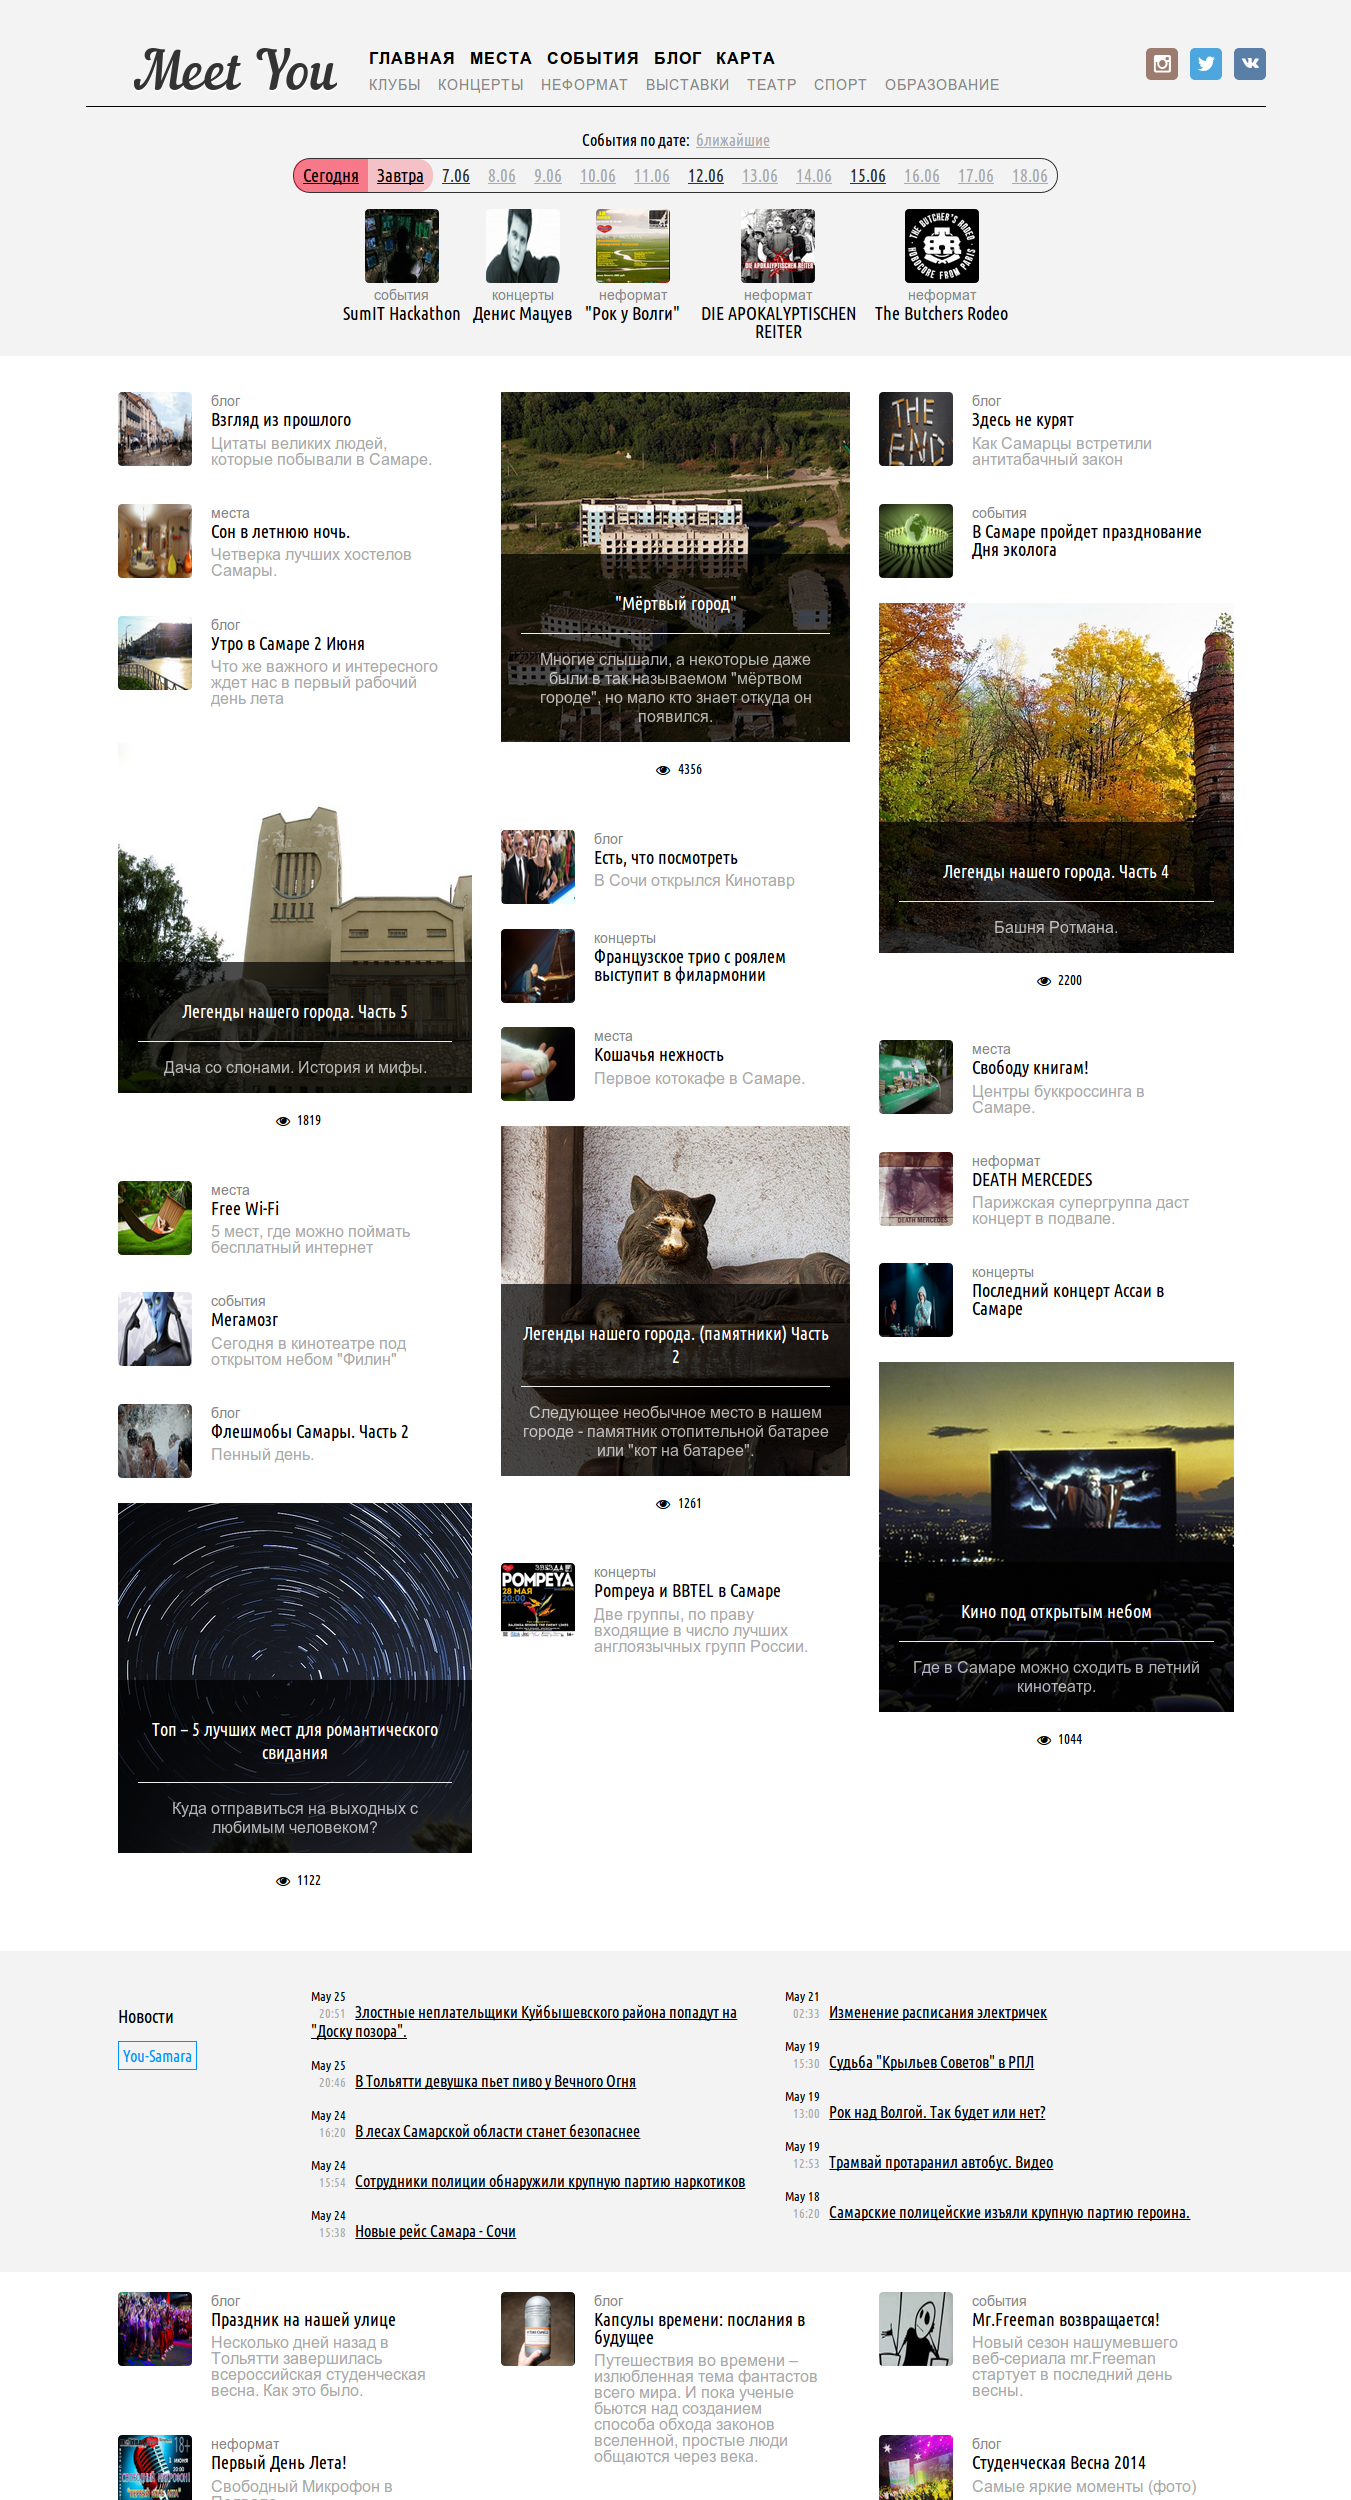 Meet You
ГЛАВНАЯ МЕСТА СОБЫТИЯ БЛОГ КАРТА
КЛУБЫ КОНЦЕРТЫ НЕФОРМАТ ВЫСТАВКИ ТЕАТР СПОРТ ОБРАЗОВАНИЕ
События по дате: ближайшие
Сегодня Завтра 7.06 8.06 9.06 10.06 11.06 12.06 13.06 14.06 15.06 16.06 17.06 18.06
события
SumIT Hackathon
концерты
Денис Мацуев
неформат
"Рок у Волги"
DIE APOKALYPTISCHEN REITER
неформат
DIE APOKALYPTISCHEN
REITER
THE BUTCHER'S RODEO
HOBOCORE FROM PARIS
неформат
The Butchers Rodeo
блог
Взгляд из прошлого
Цитаты великих людей,
которые побывали в Самаре.
места
Сон в летнюю ночь.
Четверка лучших хостелов
Самары.
блог
Утро в Самаре 2 Июня
Что же важного и интересного
ждет нас в первый рабочий
день лета
Легенды нашего города. Часть 5
Дача со слонами. История и мифы.
1819
места
Free Wi-Fi
5 мест, где можно поймать
бесплатный интернет
события
Мегамозг
Сегодня в кинотеатре под
открытом небом "Филин"
блог
Флешмобы Самары. Часть 2
Пенный день.
Топ – 5 лучших мест для романтического
свидания
Куда отправиться на выходных с
любимым человеком?
1122
"Мёртвый город"
Многие слышали, а некоторые даже
были в так называемом "мёртвом
городе", но мало кто знает откуда он
появился.
4356
блог
Есть, что посмотреть
В Сочи открылся Кинотавр
концерты
Французское трио с роялем
выступит в филармонии
места
Кошачья нежность
Первое котокафе в Самаре.
Легенды нашего города. (памятники) Часть
2
Следующее необычное место в нашем
городе - памятник отопительной батарее
или "кот на батарее".
1261
ЗВЕЗДА
POMPEYA
28 МАЯ
20:00
концерты
Pompeya и BBTEL в Самаре
Две группы, по праву
входящие в число лучших
англоязычных групп России.
THE
END
блог
Здесь не курят
Как Самарцы встретили
антитабачный закон
события
В Самаре пройдет празднование
Дня эколога
Легенды нашего города. Часть 4
Башня Ротмана.
2200
места
Свободу книгам!
Центры буккроссинга в
Самаре.
DEATH MERCEDES
неформат
DEATH MERCEDES
Парижская супергруппа даст
концерт в подвале.
концерты
Последний концерт Ассаи в
Самаре
Кино под открытым небом
Где в Самаре можно сходить в летний
кинотеатр.
1044
Новости
You-Samara
May 25
20:51 Злостные неплательщики Куйбышевского района попадут на
"Доску позора".
May 25
20:46 В Тольятти девушка пьет пиво у Вечного Огня
May 24
16:20 В лесах Самарской области станет безопаснее
May 24
15:54 Сотрудники полиции обнаружили крупную партию наркотиков
May 24
15:38 Новые рейс Самара - Сочи
May 21
02:33 Изменение расписания электричек
May 19
15:30 Судьба "Крыльев Советов" в РПЛ
May 19
13:00 Рок над Волгой. Так будет или нет?
May 19
12:53 Трамвай протаранил автобус. Видео
May 18
16:20 Самарские полицейские изъяли крупную партию героина.
блог
Праздник на нашей улице
Несколько дней назад в
Тольятти завершилась
всероссийская студенческая
весна. Как это было.
18+
1 июня
неформат
Первый День Лета!
Свободный Микрофон в
блог
Капсулы времени: послания в
будущее
Путешествия во времени –
излюбленная тема фантастов
всего мира. И пока ученые
бьются над созданием
способа обхода законов
вселенной, простые люди
общаются через века.
события
Mr.Freeman возвращается!
Новый сезон нашумевшего
веб-сериала mr.Freeman
стартует в последний день
весны.
блог
Студенческая Весна 2014
Самые яркие моменты (фото)